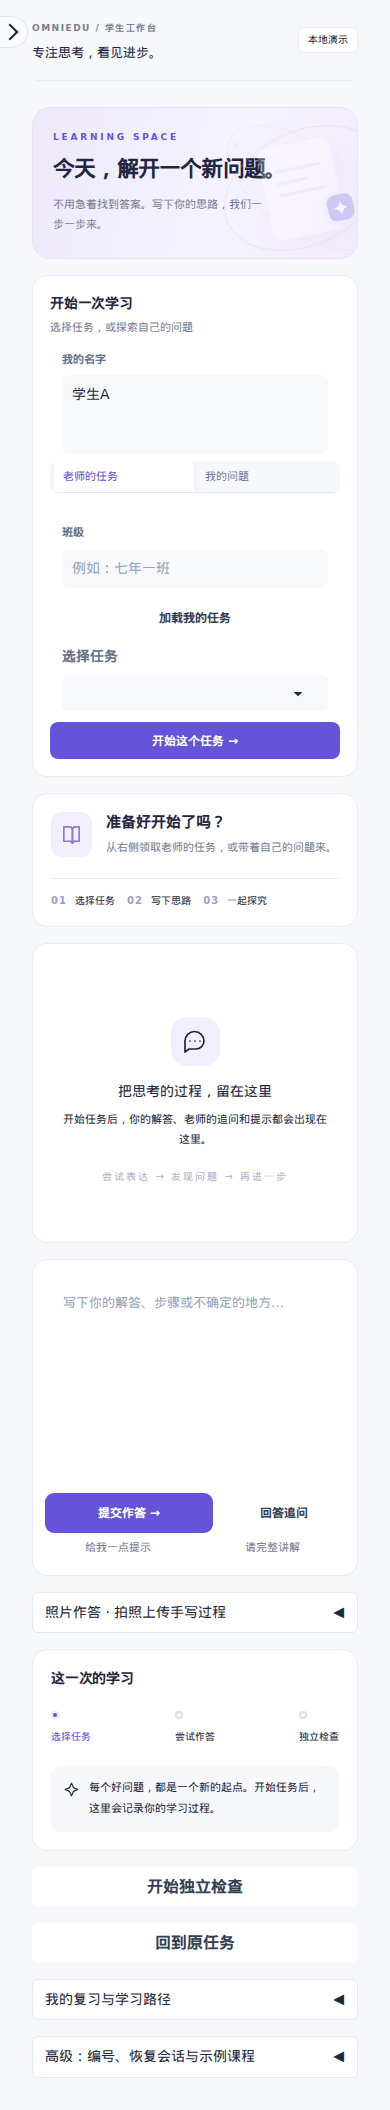 OMNIEDU / 学生工作台
专注思考，看见进步。
本地演示
LEARNING SPACE
今天，解开一个新问题。
不用急着找到答案。写下你的思路，我们一
步一步来。
开始一次学习
选择任务，或探索自己的问题
我的名字
学生A
老师的任务
我的问题
班级
例如：七年一班
加载我的任务
选择任务
开始这个任务 →
准备好开始了吗？
从右侧领取老师的任务，或带着自己的问题来。
01 选择任务 02 写下思路 03 一起探究
把思考的过程，留在这里
开始任务后，你的解答、老师的追问和提示都会出现在
这里。
尝试表达 → 发现问题 → 再进一步
写下你的解答、步骤或不确定的地方...
提交作答 →
回答追问
给我一点提示
请完整讲解
照片作答 · 拍照上传手写过程
这一次的学习
选择任务
尝试作答
独立检查
每个好问题，都是一个新的起点。开始任务后，
这里会记录你的学习过程。
开始独立检查
回到原任务
我的复习与学习路径
高级：编号、恢复会话与示例课程